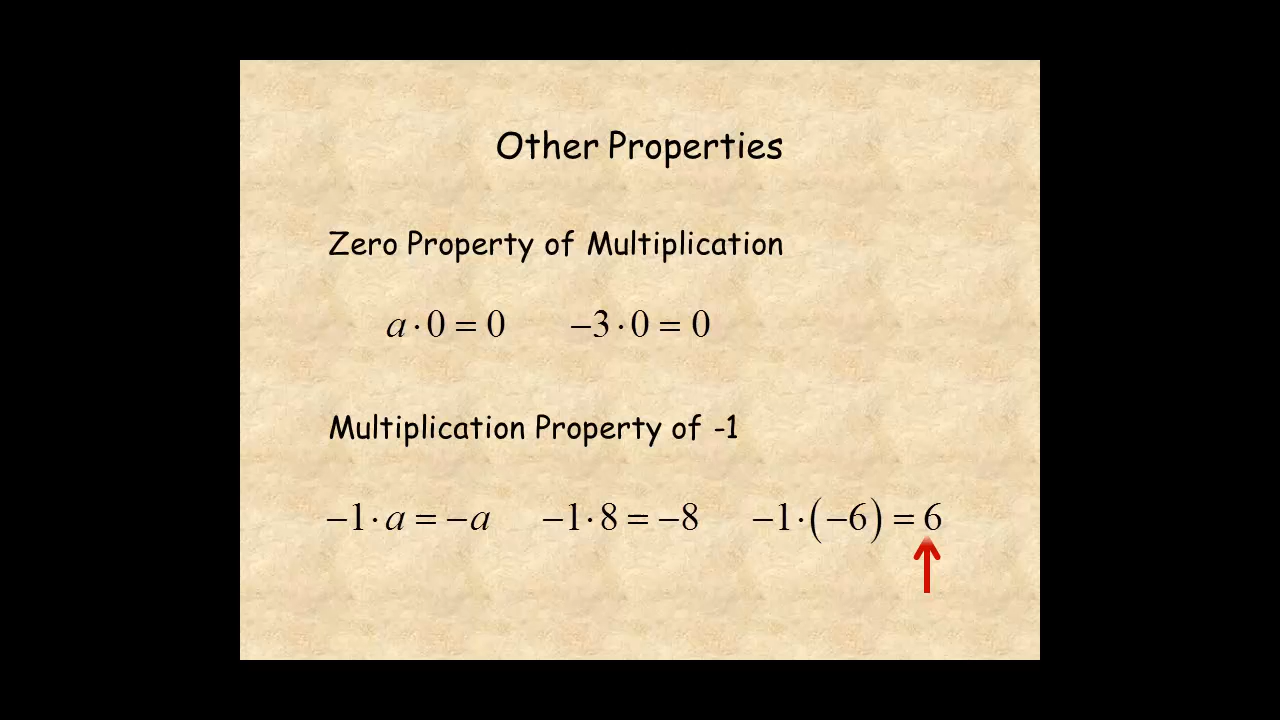 Other Properties
Zero Property of Multiplication
a · 0 = 0 −3 · 0 = 0
Multiplication Property of -1
−1 · a = −a −1 · 8 = −8 −1 · (−6) = 6